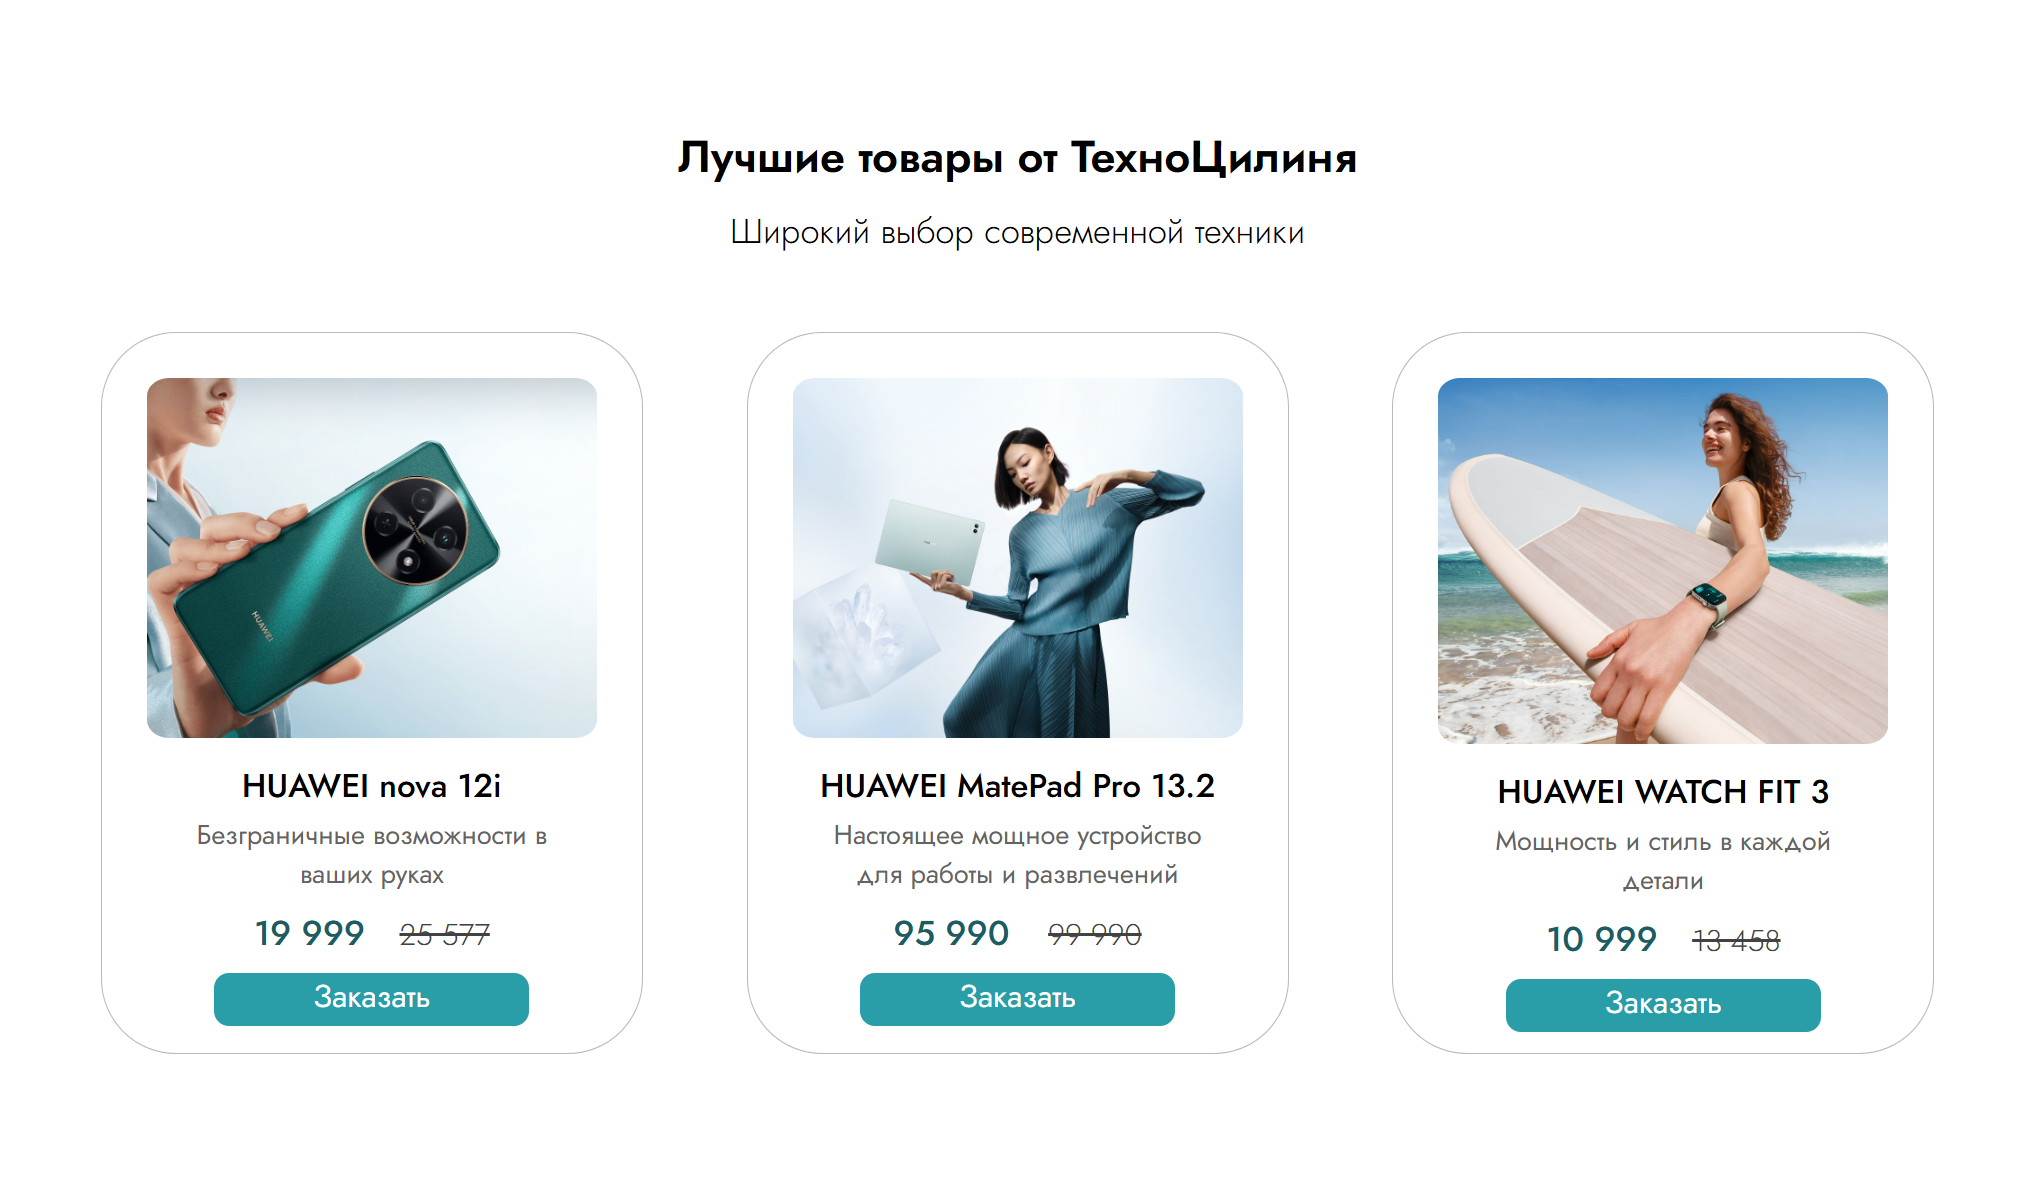 Лучшие товары от ТехноЦилиня
Широкий выбор современной техники
HUAWEI
HUAWEI nova 12i
Безграничные возможности в
ваших руках
19 999 25 577
Заказать
HUAWEI MatePad Pro 13.2
Настоящее мощное устройство
для работы и развлечений
95 990 99 990
Заказать
HUAWEI WATCH FIT 3
Мощность и стиль в каждой
детали
10 999 13 458
Заказать